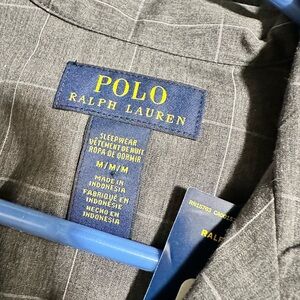 POLO
RALPH LAUREN
SLEEPWEAR
VÊTEMENT DE NUIT
ROPA DE DORMIR
M/M/M
MADE IN
INDONESIA
FABRIQUÉ EN
INDONÉSIE
HECHO EN
INDONESIA